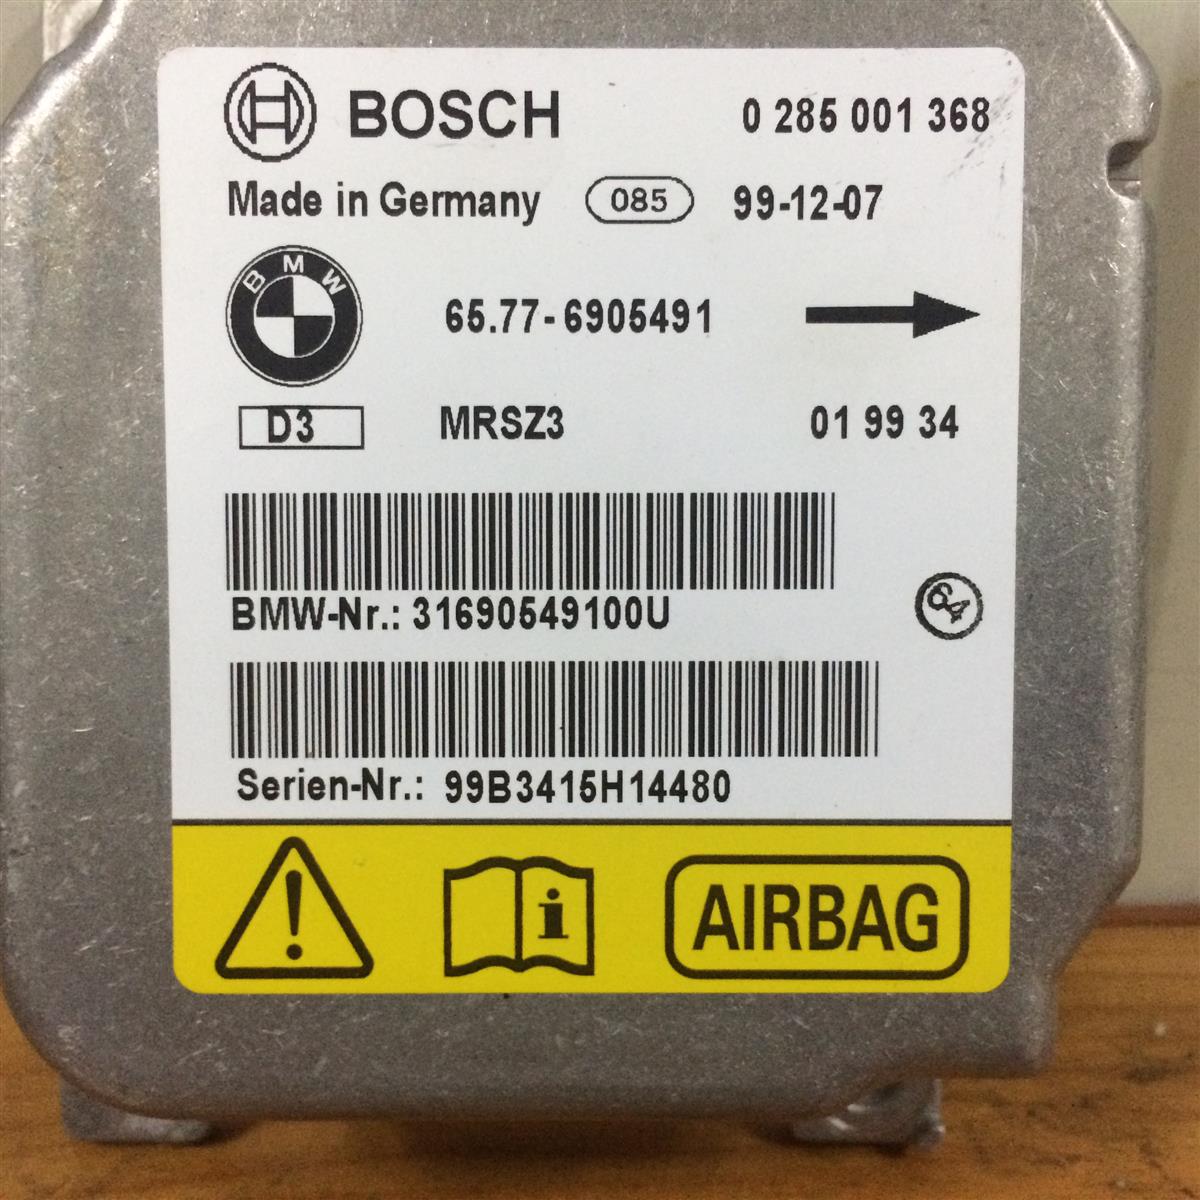 BOSCH 0 285 001 368
Made in Germany 085 99-12-07
BMW 65.77-6905491
D3 MRSZ3 01 99 34
BMW-Nr.: 31690549100U
64
Serien-Nr.: 99B3415H14480
! i AIRBAG